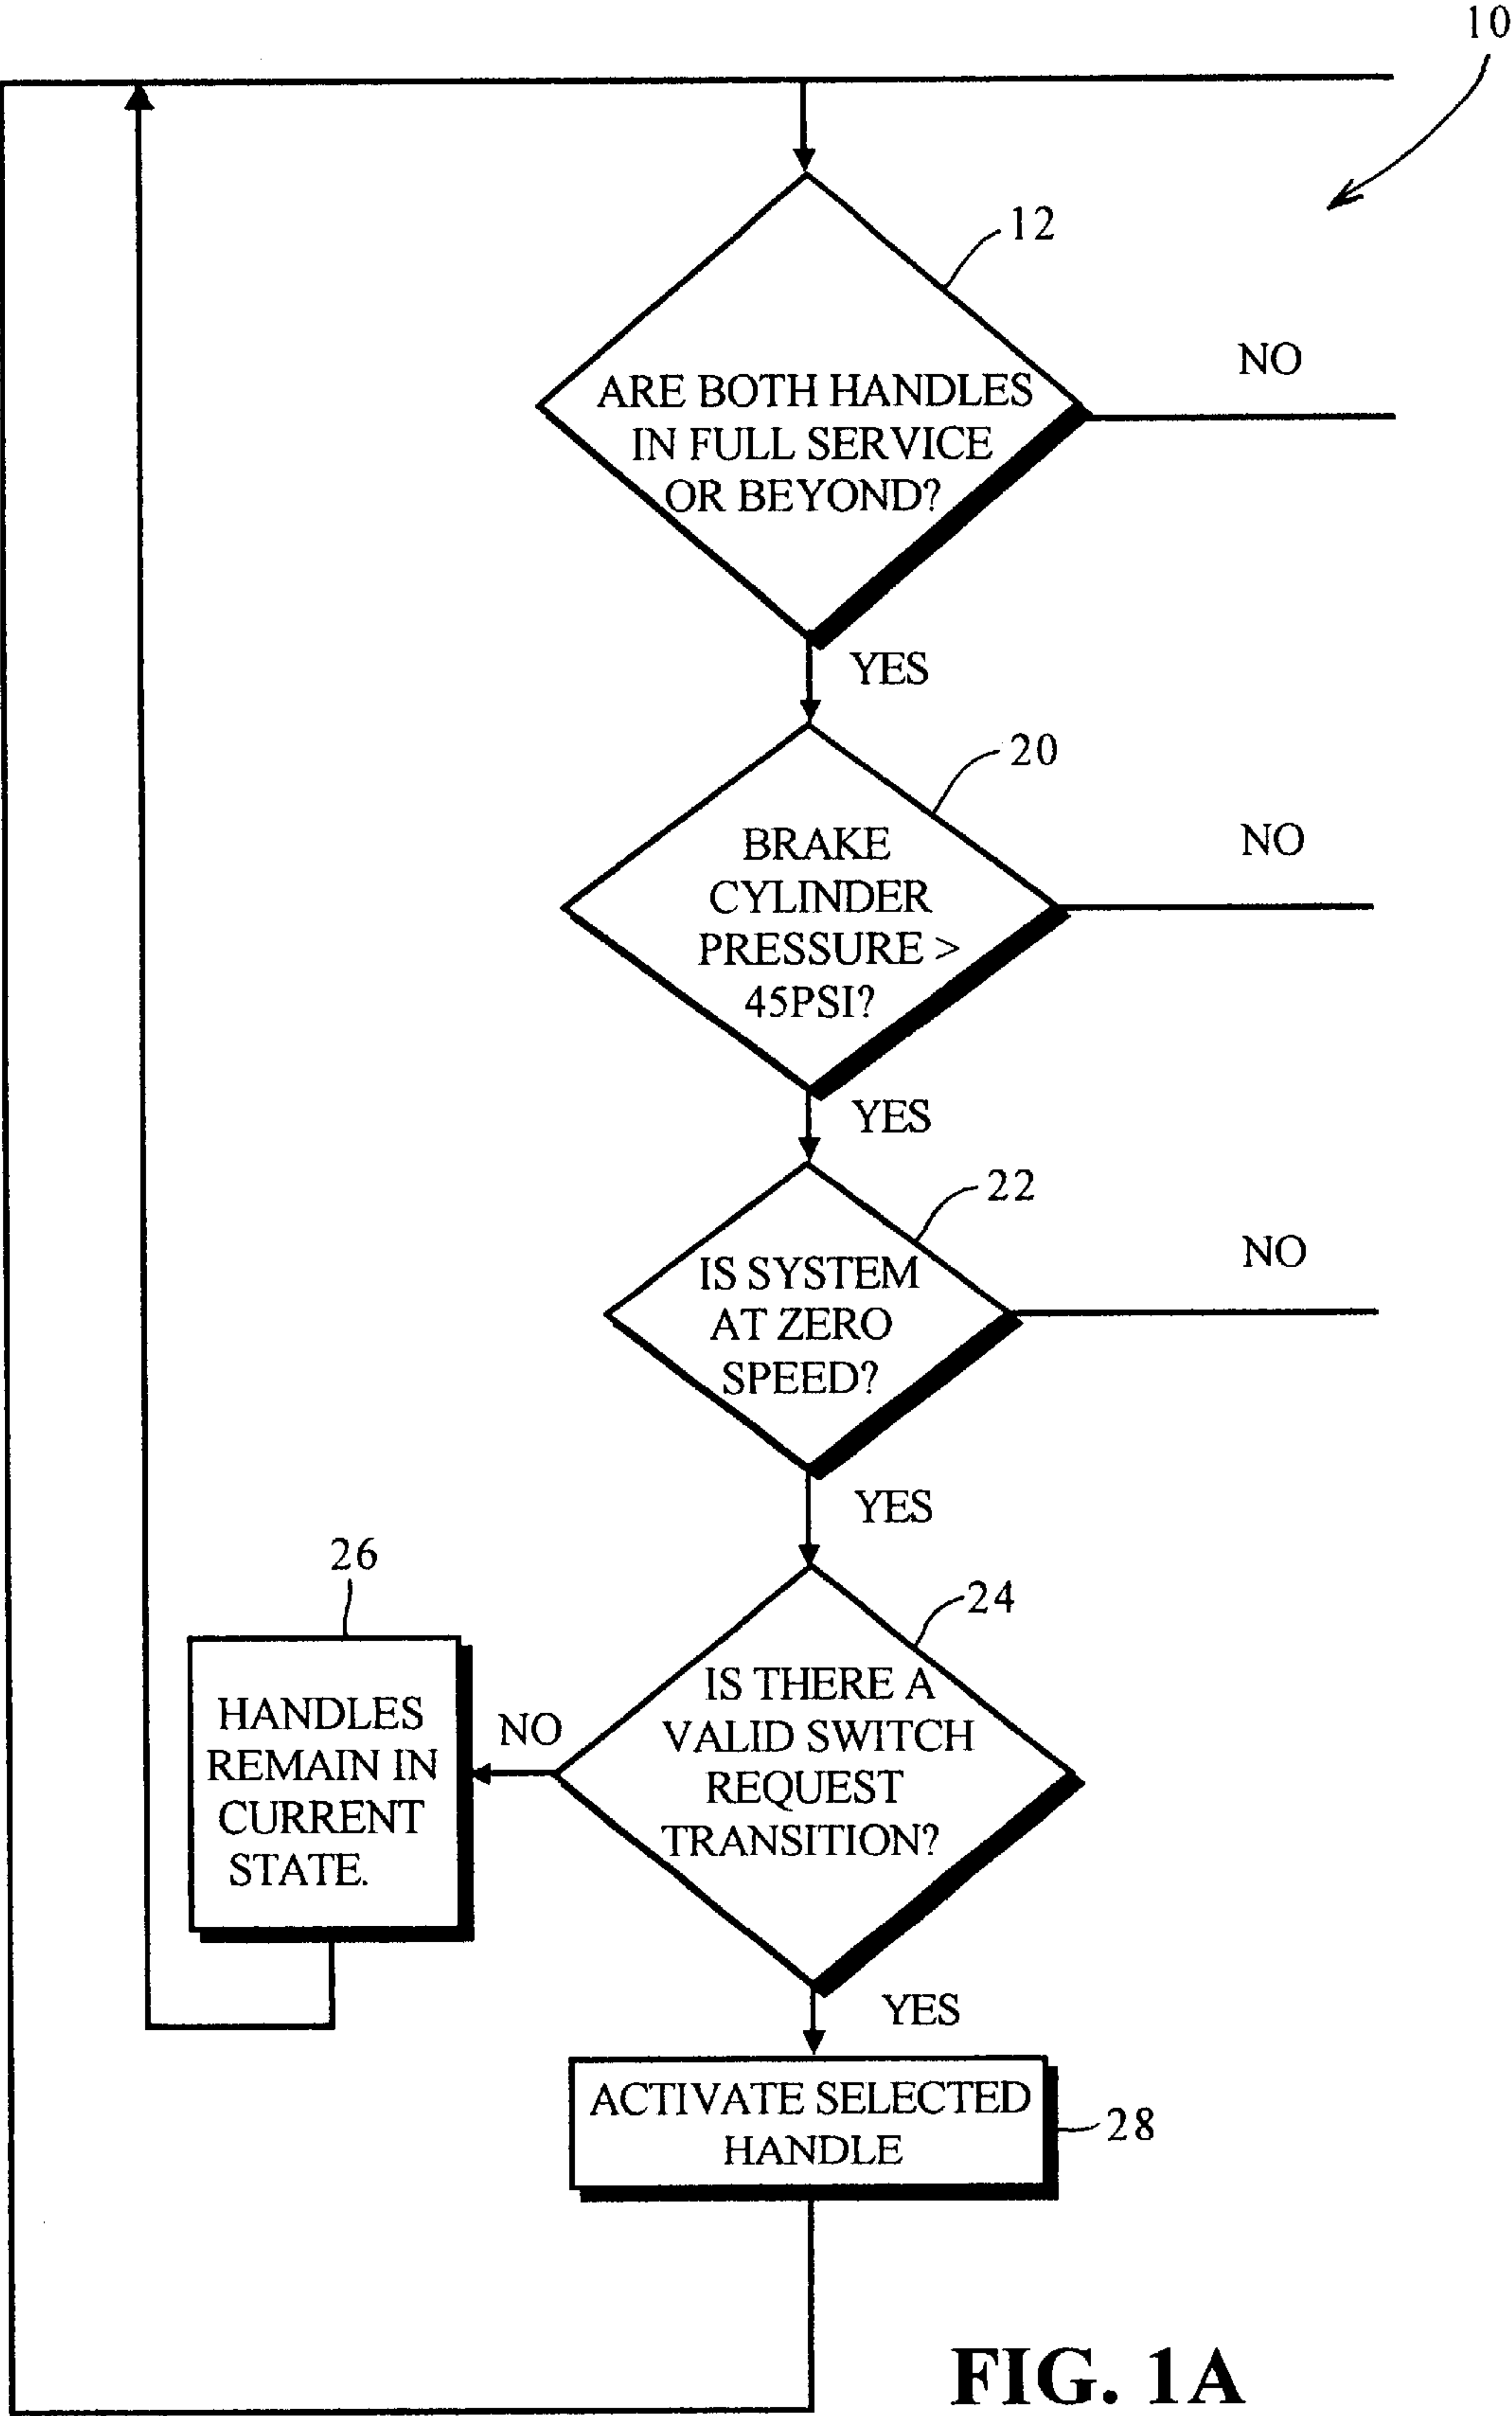 10
12
ARE BOTH HANDLES
IN FULL SERVICE
OR BEYOND?
NO
YES
20
BRAKE
CYLINDER
PRESSURE >
45PSI?
NO
YES
22
IS SYSTEM
AT ZERO
SPEED?
NO
YES
24
IS THERE A
VALID SWITCH
REQUEST
TRANSITION?
NO
26
HANDLES
REMAIN IN
CURRENT
STATE.
YES
ACTIVATE SELECTED
HANDLE
28
FIG. 1A